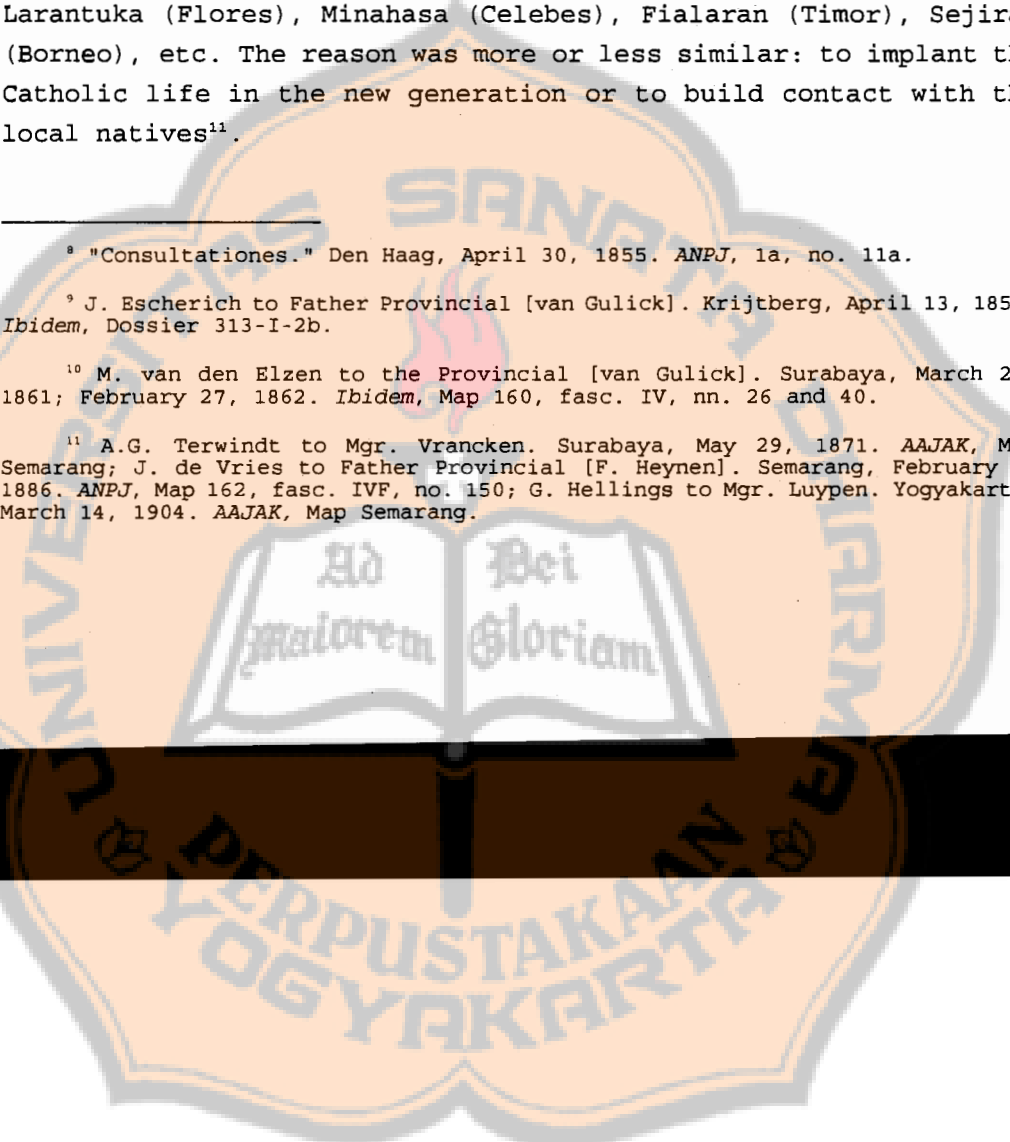 Larantuka (Flores), Minahasa (Celebes), Fialaran (Timor), Sejira
(Borneo), etc. The reason was more or less similar: to implant th
Catholic life in the new generation or to build contact with th
local natives¹¹.
⁸ "Consultationes." Den Haag, April 30, 1855. ANPJ, 1a, no. 11a.
⁹ J. Escherich to Father Provincial [van Gulick]. Krijtberg, April 13, 185
Ibidem, Dossier 313-I-2b.
¹⁰ M. van den Elzen to the Provincial [van Gulick]. Surabaya, March 2
1861; February 27, 1862. Ibidem, Map 160, fasc. IV, nn. 26 and 40.
¹¹ A.G. Terwindt to Mgr. Vrancken. Surabaya, May 29, 1871. AAJAK, M
Semarang; J. de Vries to Father Provincial [F. Heynen]. Semarang, February
1886. ANPJ, Map 162, fasc. IVF, no. 150; G. Hellings to Mgr. Luypen. Yogyakart
March 14, 1904. AAJAK, Map Semarang.
UNIVERSITAS SANATA DHARMA
Ad maiorem
Dei Gloriam
PERPUSTAKAAN
YOGYAKARTA